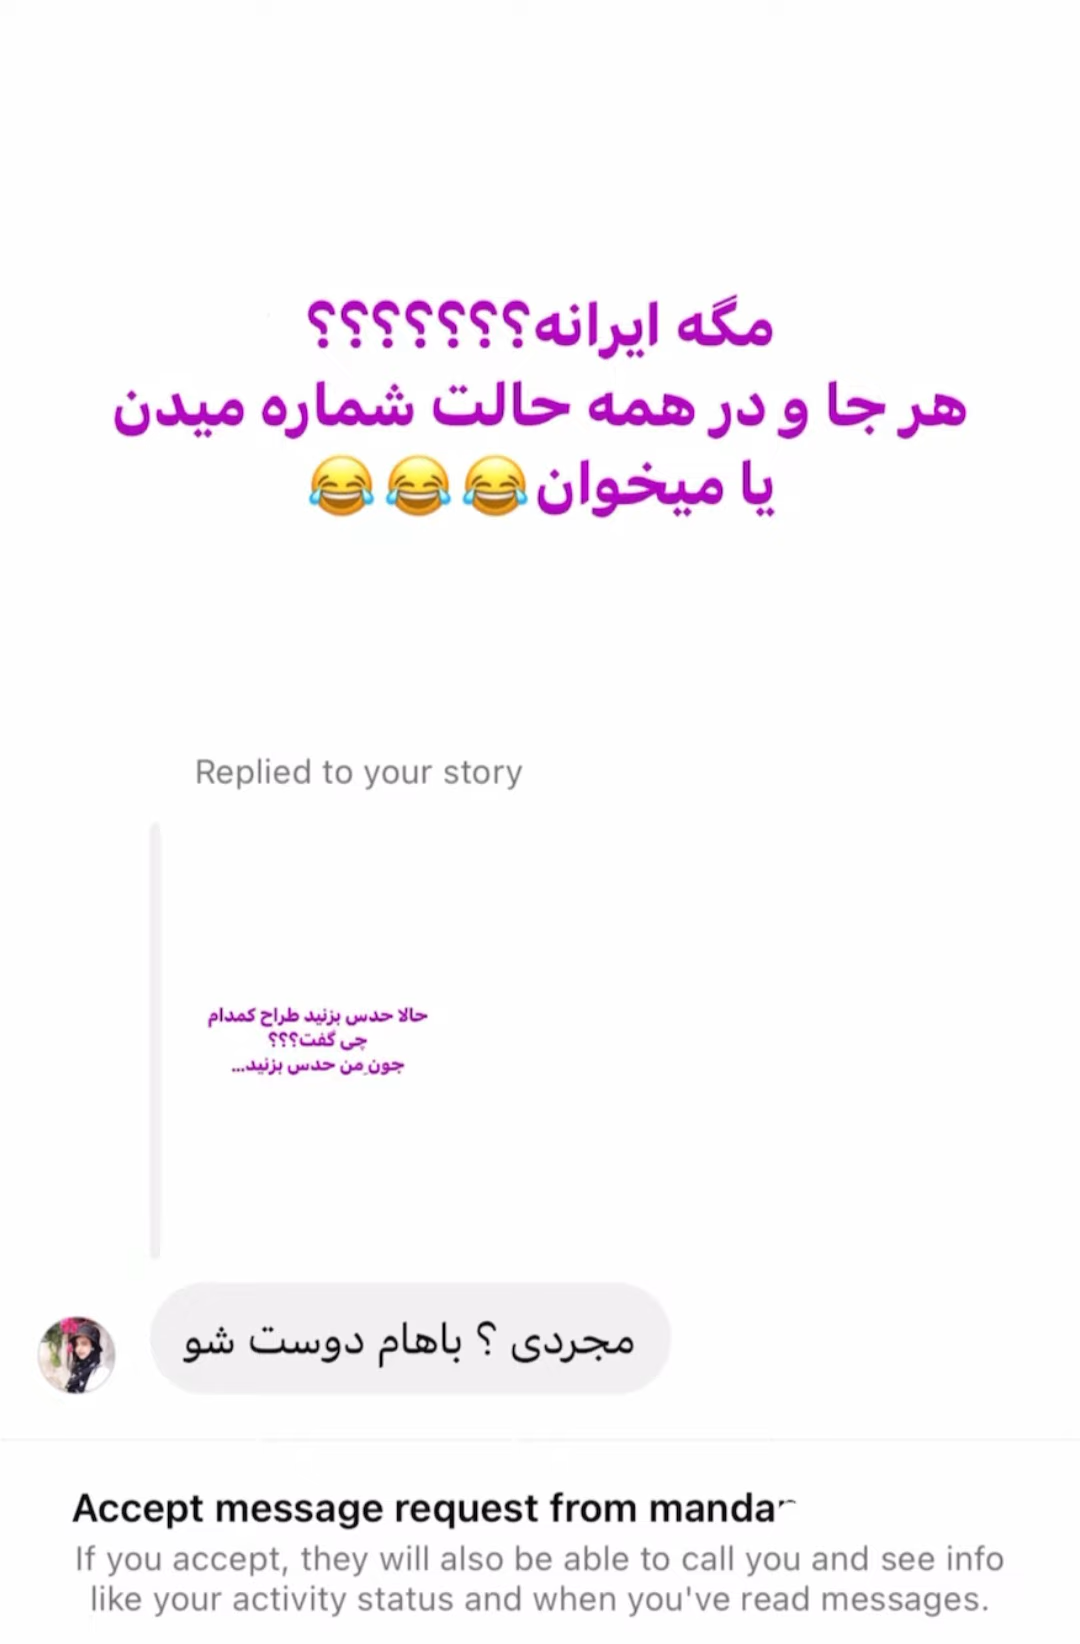 مگه ایرانه؟؟؟؟؟؟؟
هر جا و در همه حالت شماره میدن
یا میخوان😂😂😂
Replied to your story
حالا حدس بزنید طراح کمدام
چی گفت؟؟؟
جونِ من حدس بزنید...
مجردی ؟ باهام دوست شو
Accept message request from manda
If you accept, they will also be able to call you and see info
like your activity status and when you've read messages.